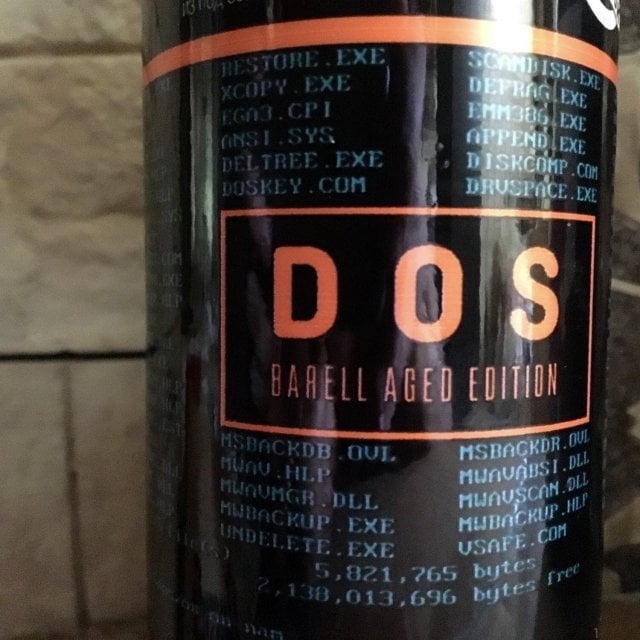 RESTORE.EXE SCANDISK.EXE
XCOPY.EXE DEFRAG.EXE
EGA3.CPI EMM386.EXE
ANSI.SYS APPEND.EXE
DELTREE.EXE DISKCOMP.COM
DOSKEY.COM DRVSPACE.EXE
DOS
BARELL AGED EDITION
MSBACKDB.OVL MSBACKDR.OVL
MWAV.HLP MWAVABSI.DLL
MWAVMGR.DLL MWAVSCAN.DLL
MWBACKUP.EXE MWBACKUP.HLP
UNDELETE.EXE VSAFE.COM
5,821,765 bytes
2,138,013,696 bytes free